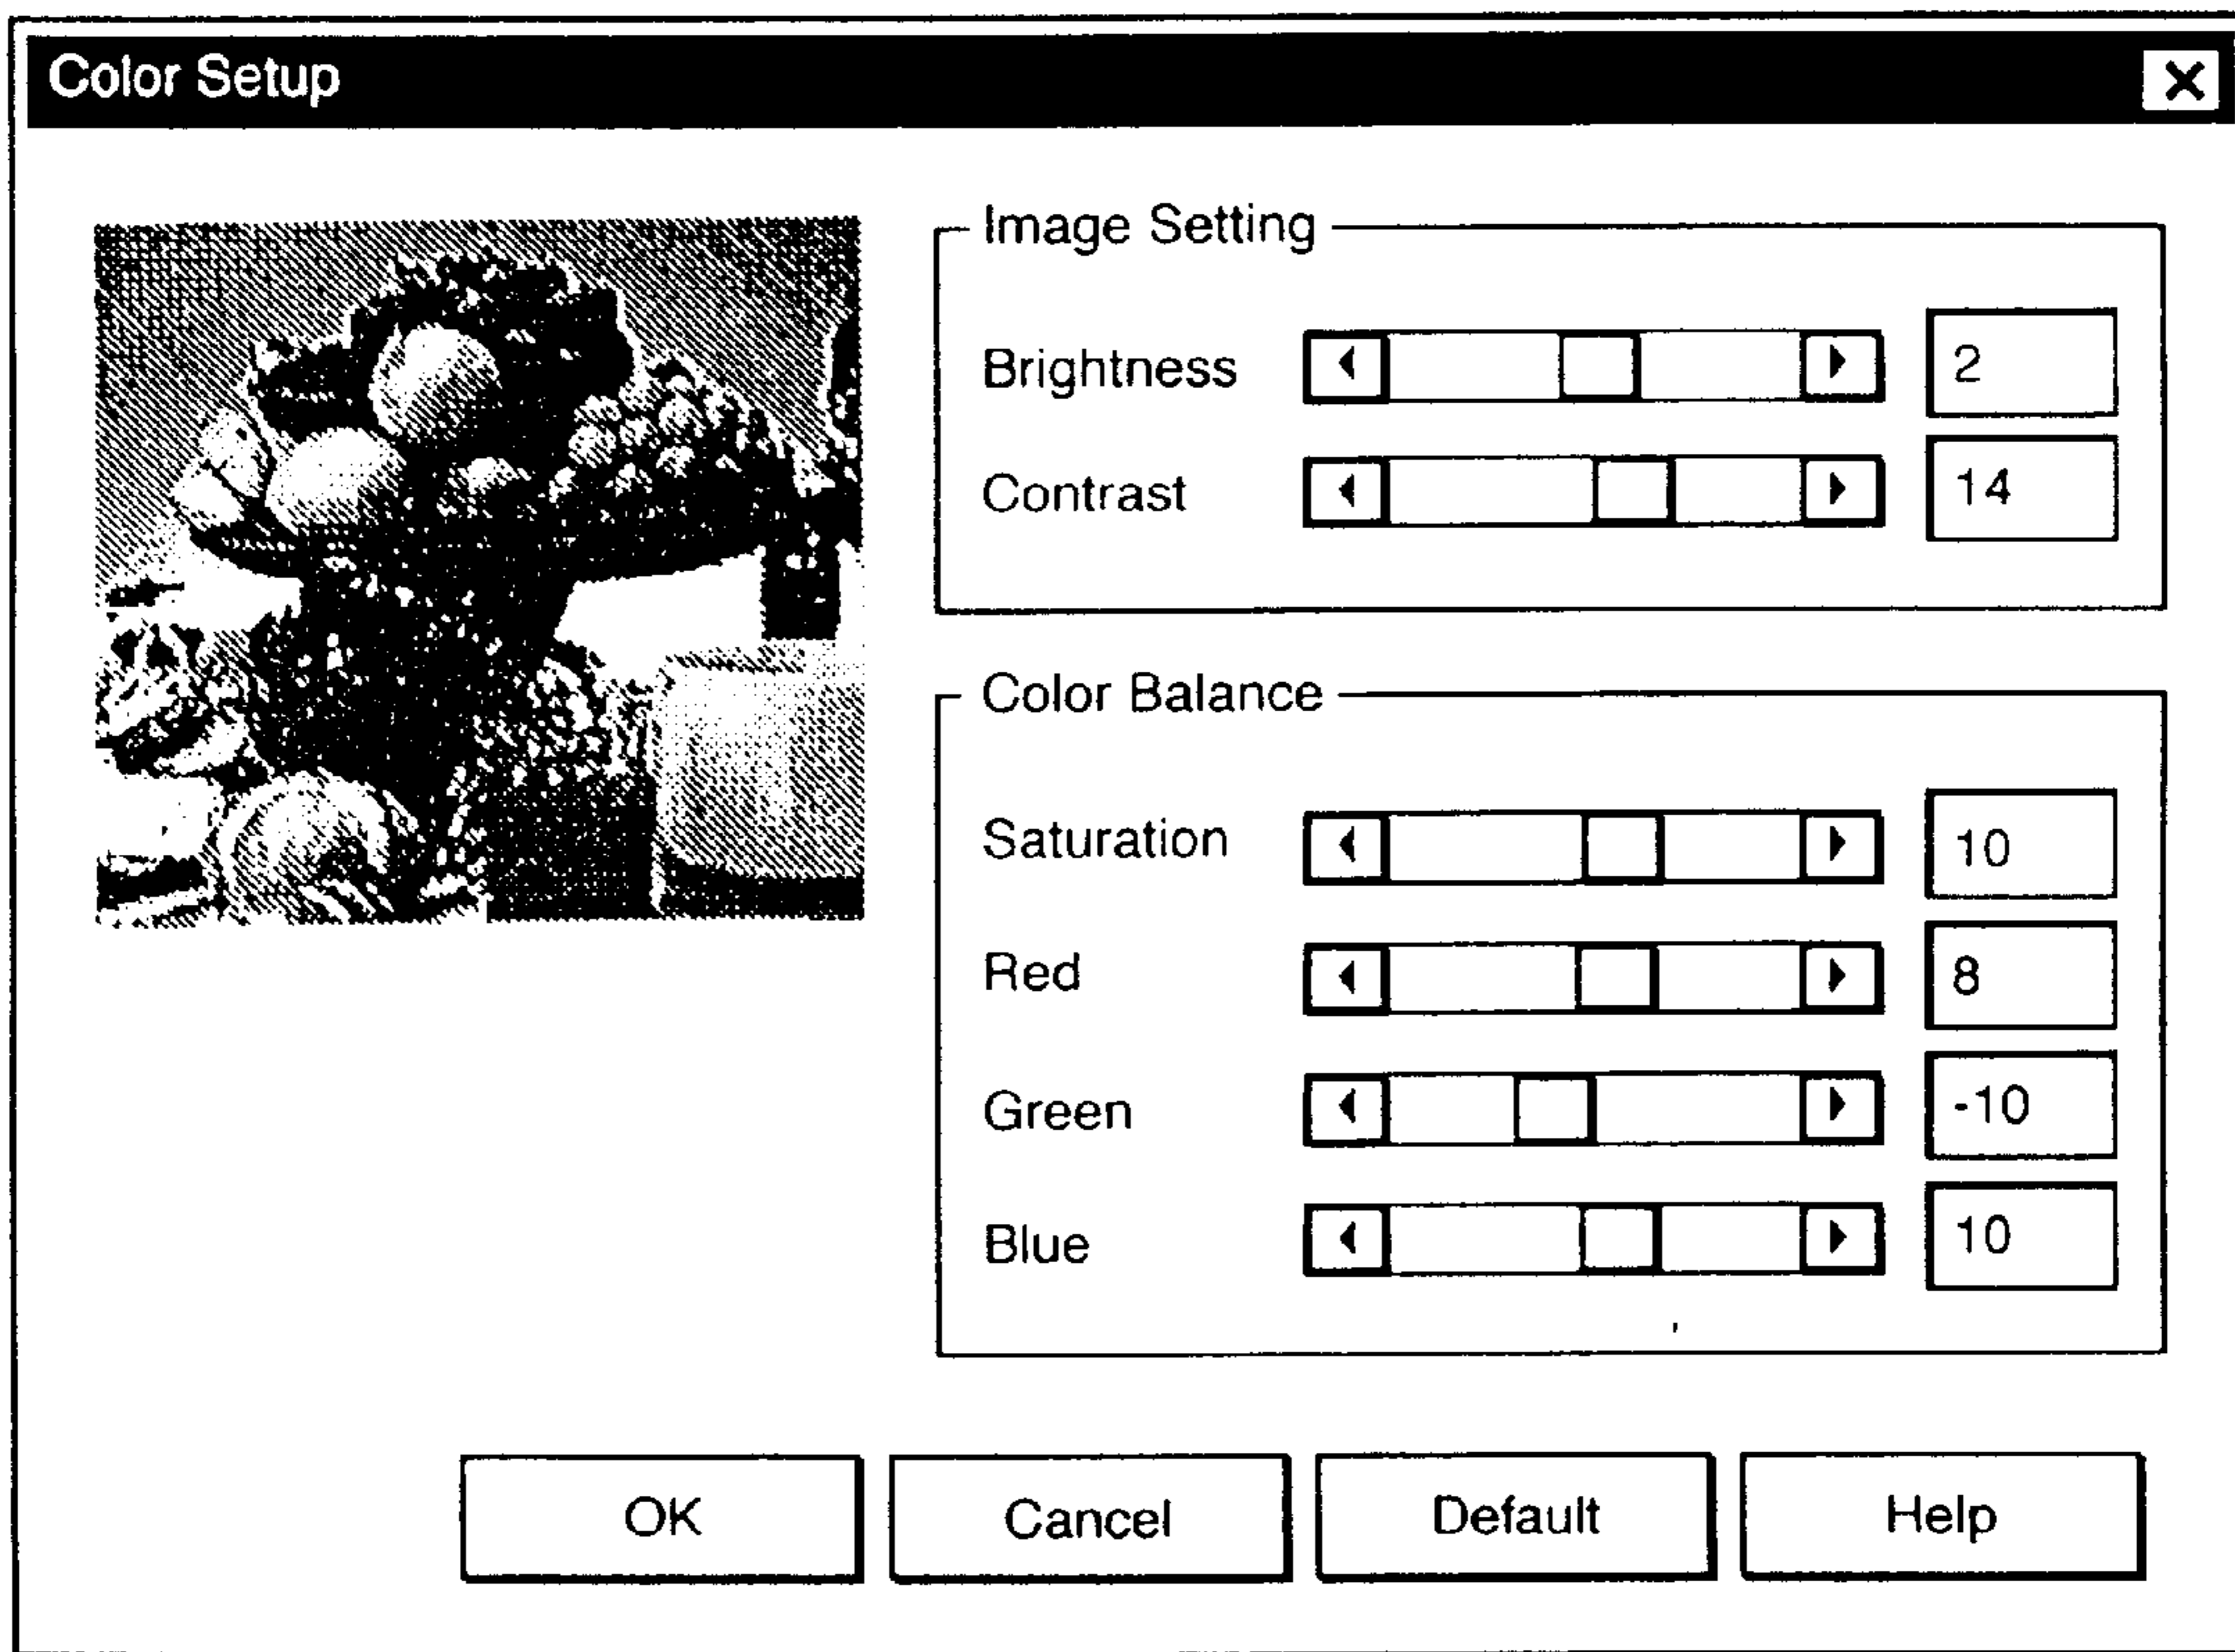 Color Setup
Image Setting
Brightness 2
Contrast 14
Color Balance
Saturation 10
Red 8
Green -10
Blue 10
OK Cancel Default Help